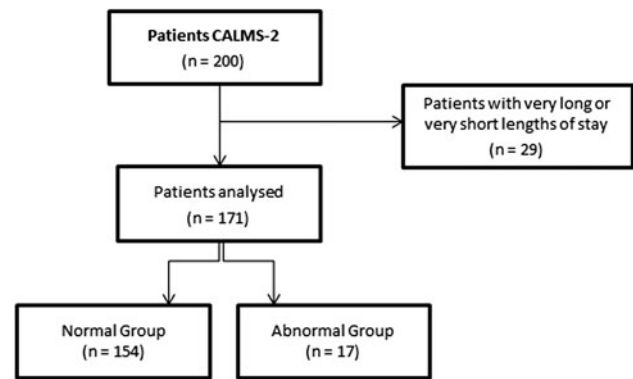 Patients CALMS-2
(n = 200)
Patients with very long or
very short lengths of stay
(n = 29)
Patients analysed
(n = 171)
Normal Group
(n = 154)
Abnormal Group
(n = 17)